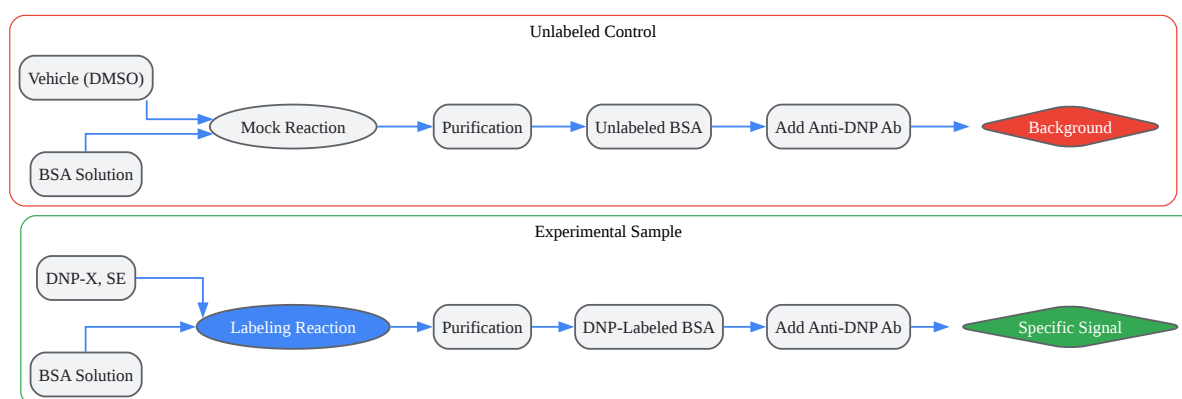 Unlabeled Control
Vehicle (DMSO)
BSA Solution
Mock Reaction
Purification
Unlabeled BSA
Add Anti-DNP Ab
Background
Experimental Sample
DNP-X, SE
BSA Solution
Labeling Reaction
Purification
DNP-Labeled BSA
Add Anti-DNP Ab
Specific Signal